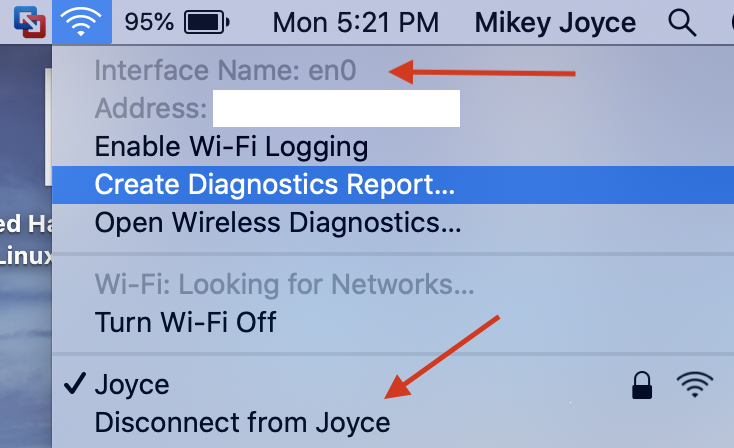 95% Mon 5:21 PM Mikey Joyce
Interface Name: en0
Address:
Enable Wi-Fi Logging
Create Diagnostics Report...
Open Wireless Diagnostics...
ed Ha
Linux
Wi-Fi: Looking for Networks...
Turn Wi-Fi Off
Joyce
Disconnect from Joyce